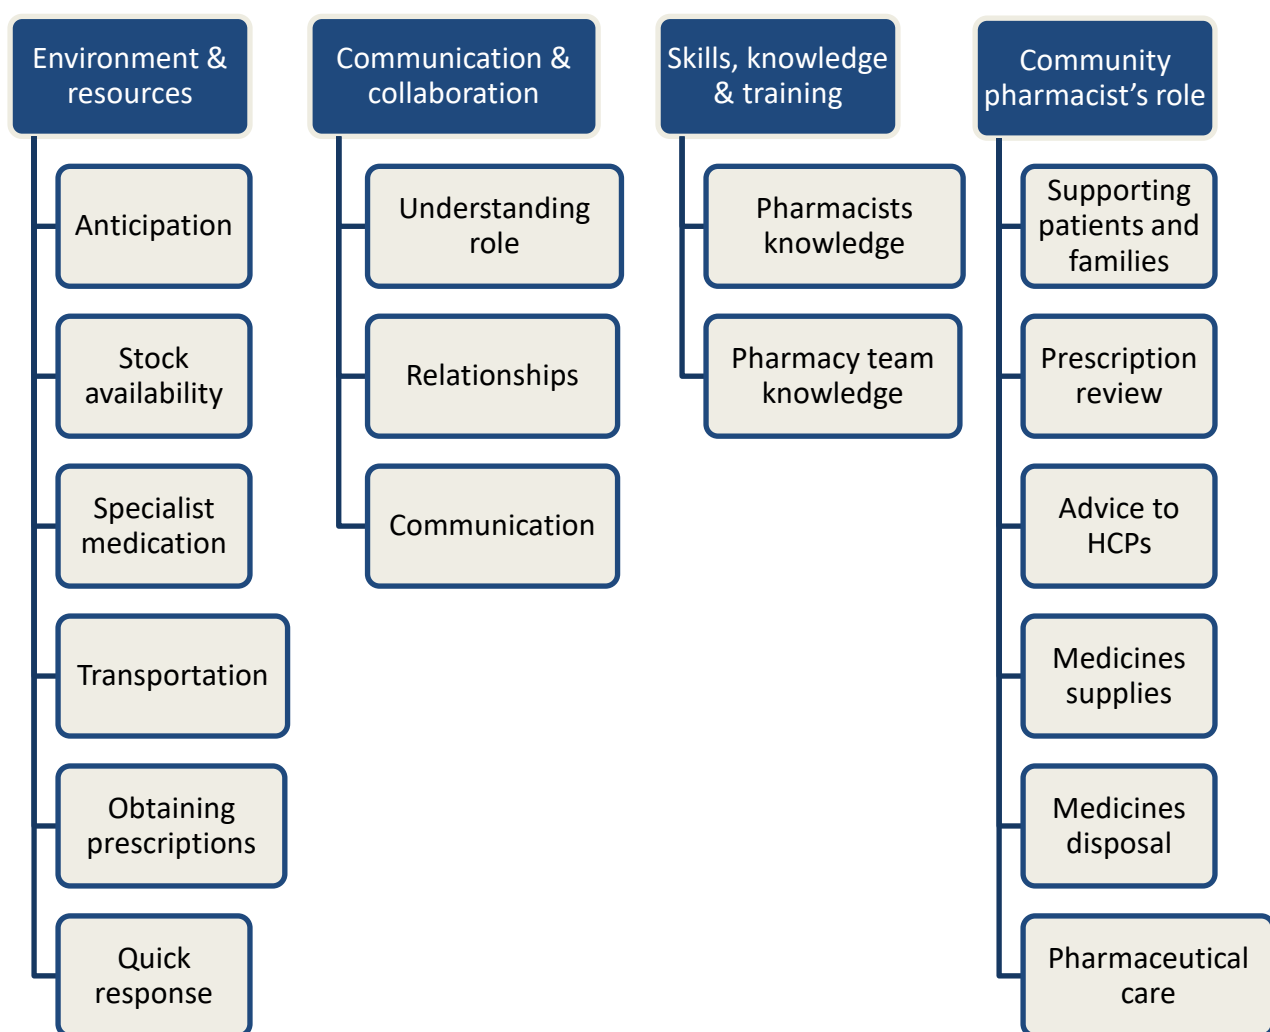 Environment &
resources
Anticipation
Stock
availability
Specialist
medication
Transportation
Obtaining
prescriptions
Quick
response
Communication &
collaboration
Understanding
role
Relationships
Communication
Skills, knowledge
& training
Pharmacists
knowledge
Pharmacy team
knowledge
Community
pharmacist’s role
Supporting
patients and
families
Prescription
review
Advice to
HCPs
Medicines
supplies
Medicines
disposal
Pharmaceutical
care